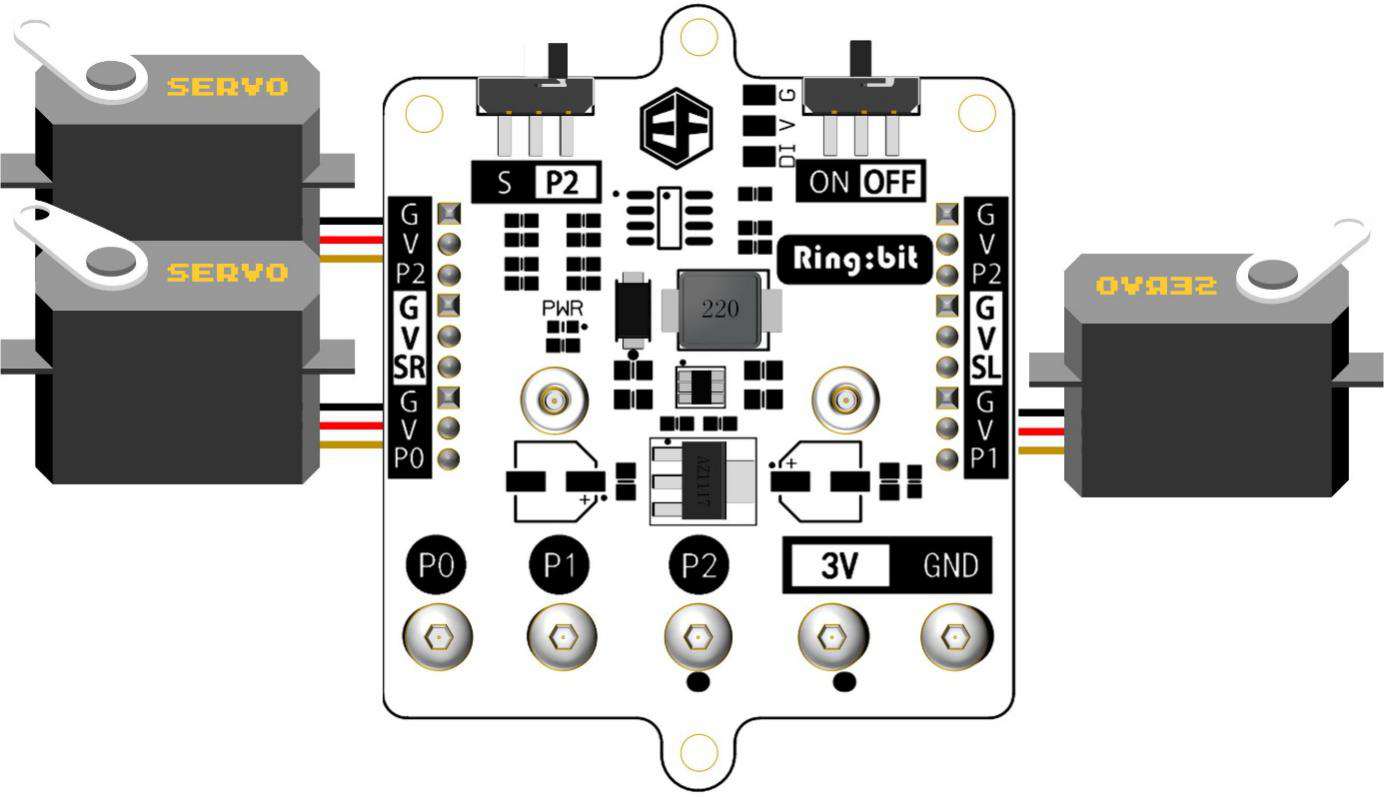 SERVO
SERVO
EF
G
V
DI
S P2
ON OFF
G
V
P2
G
V
SR
G
V
P0
PWR
220
Ring:bit
G
V
P2
G
V
SL
G
V
P1
SERVO
+
AZ1117
+
P0 P1 P2 3V GND